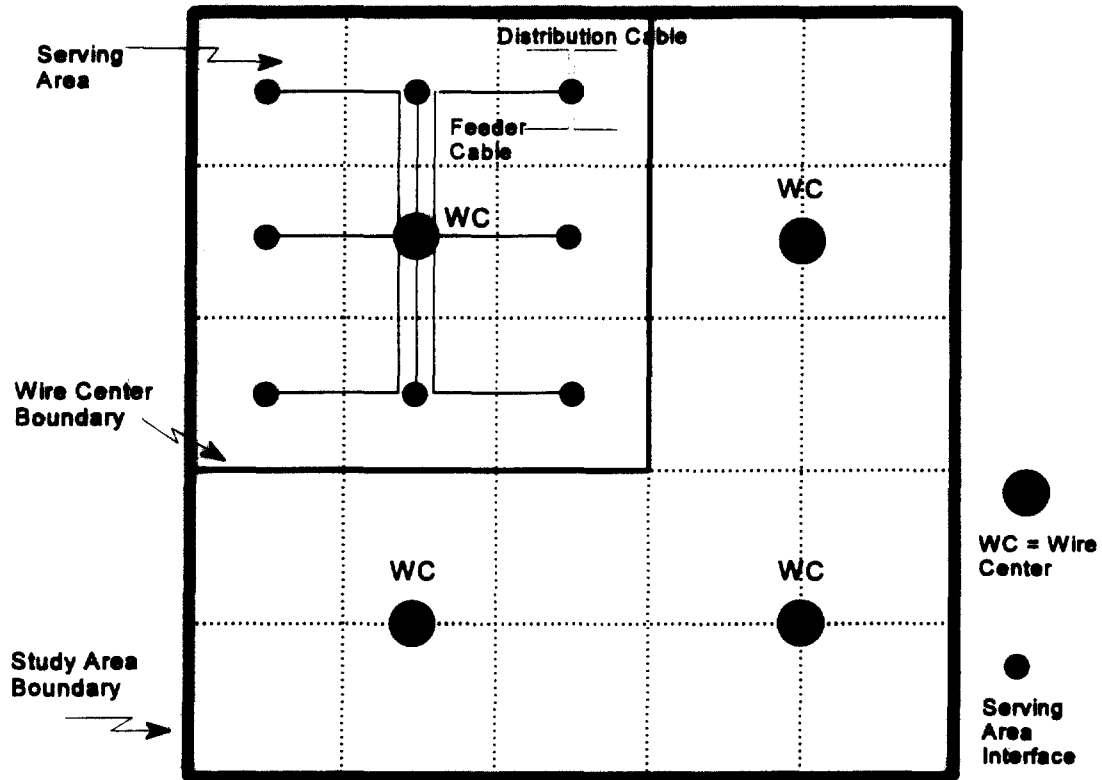 Distribution Cable
Serving
Area
Feeder
Cable
WC
WC
Wire Center
Boundary
WC = Wire
Center
WC
WC
Study Area
Boundary
Serving
Area
Interface